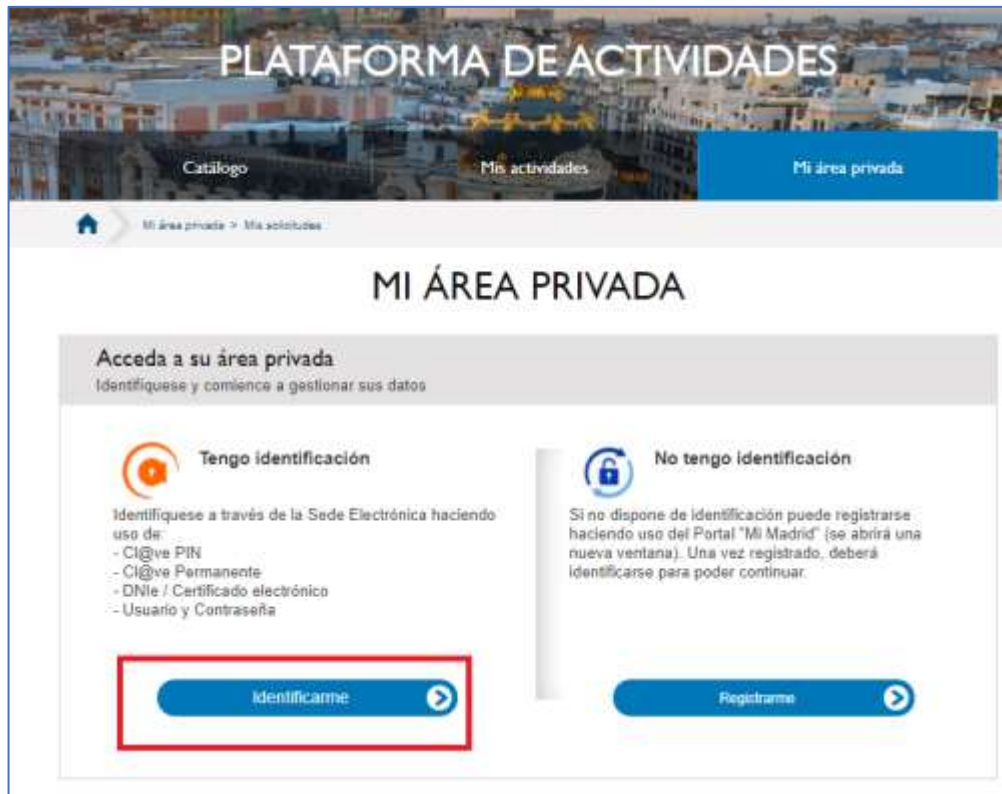 PLATAFORMA DE ACTIVIDADES
Catálogo
Mis actividades
Mi área privada
Mi área privada > Mis solicitudes
MI ÁREA PRIVADA
Acceda a su área privada
Identifíquese y comience a gestionar sus datos
Tengo identificación
Identifíquese a través de la Sede Electrónica haciendo
uso de:
- Cl@ve PIN
- Cl@ve Permanente
- DNIe / Certificado electrónico
- Usuario y Contraseña
Identificarme
No tengo identificación
Si no dispone de identificación puede registrarse
haciendo uso del Portal "Mi Madrid" (se abrirá una
nueva ventana). Una vez registrado, deberá
identificarse para poder continuar.
Registrarme